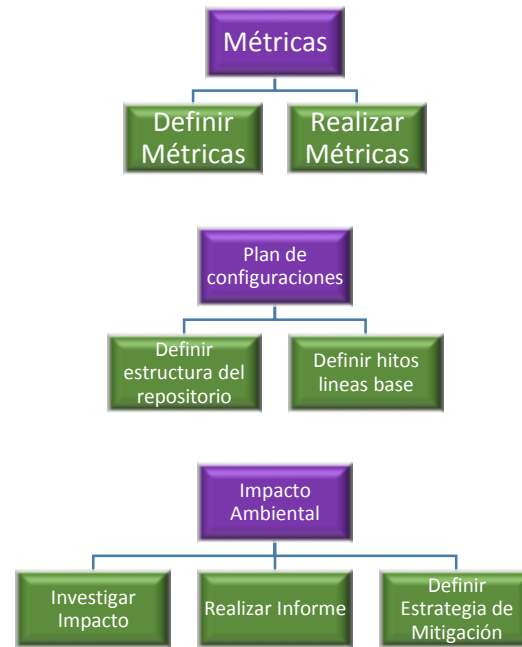 Métricas
Definir
Métricas
Realizar
Métricas
Plan de
configuraciones
Definir
estructura del
repositorio
Definir hitos
lineas base
Impacto
Ambiental
Investigar
Impacto
Realizar Informe
Definir
Estrategia de
Mitigación